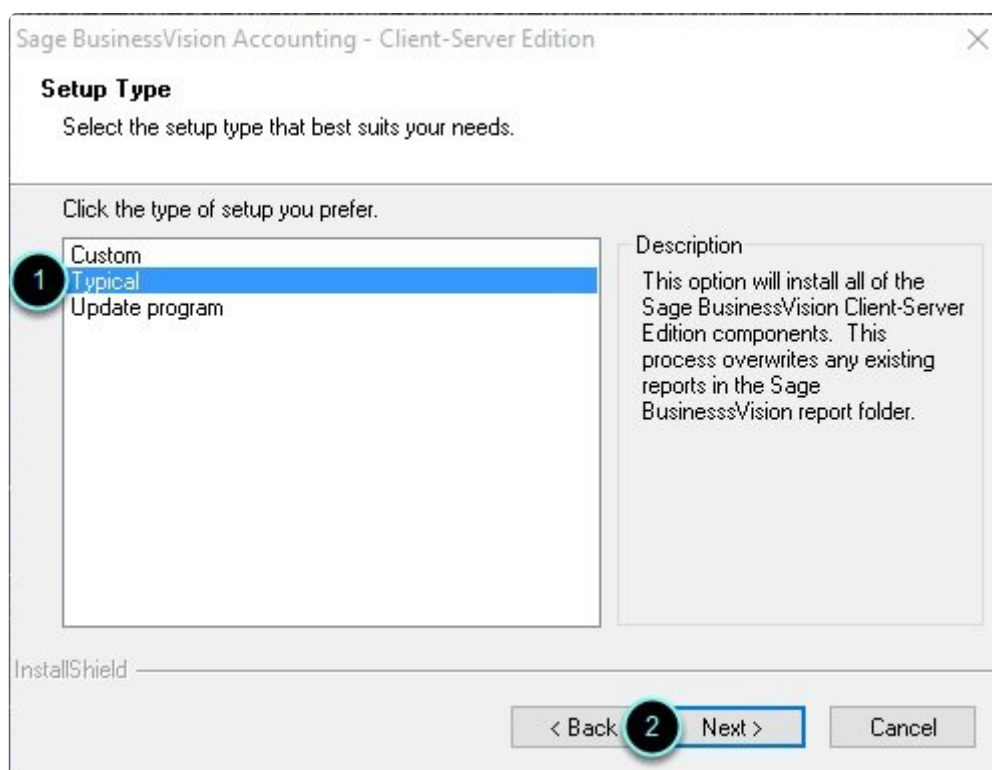 Sage BusinessVision Accounting - Client-Server Edition
Setup Type
Select the setup type that best suits your needs.
Click the type of setup you prefer.
Custom
1
Typical
Update program
Description
This option will install all of the
Sage BusinessVision Client-Server
Edition components. This
process overwrites any existing
reports in the Sage
BusinesssVision report folder.
InstallShield
< Back
2
Next >
Cancel